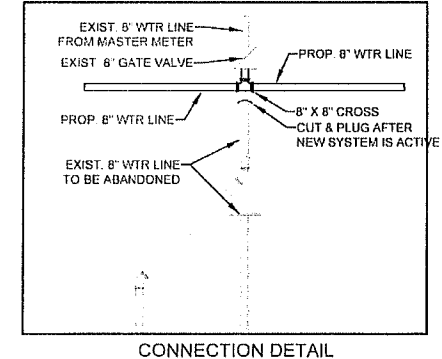 EXIST. 8" WTR LINE
FROM MASTER METER
EXIST 8" GATE VALVE
PROP. 8" WTR LINE
PROP. 8" WTR LINE
8" X 8" CROSS
CUT & PLUG AFTER
NEW SYSTEM IS ACTIVE
EXIST. 8" WTR LINE
TO BE ABANDONED
CONNECTION DETAIL